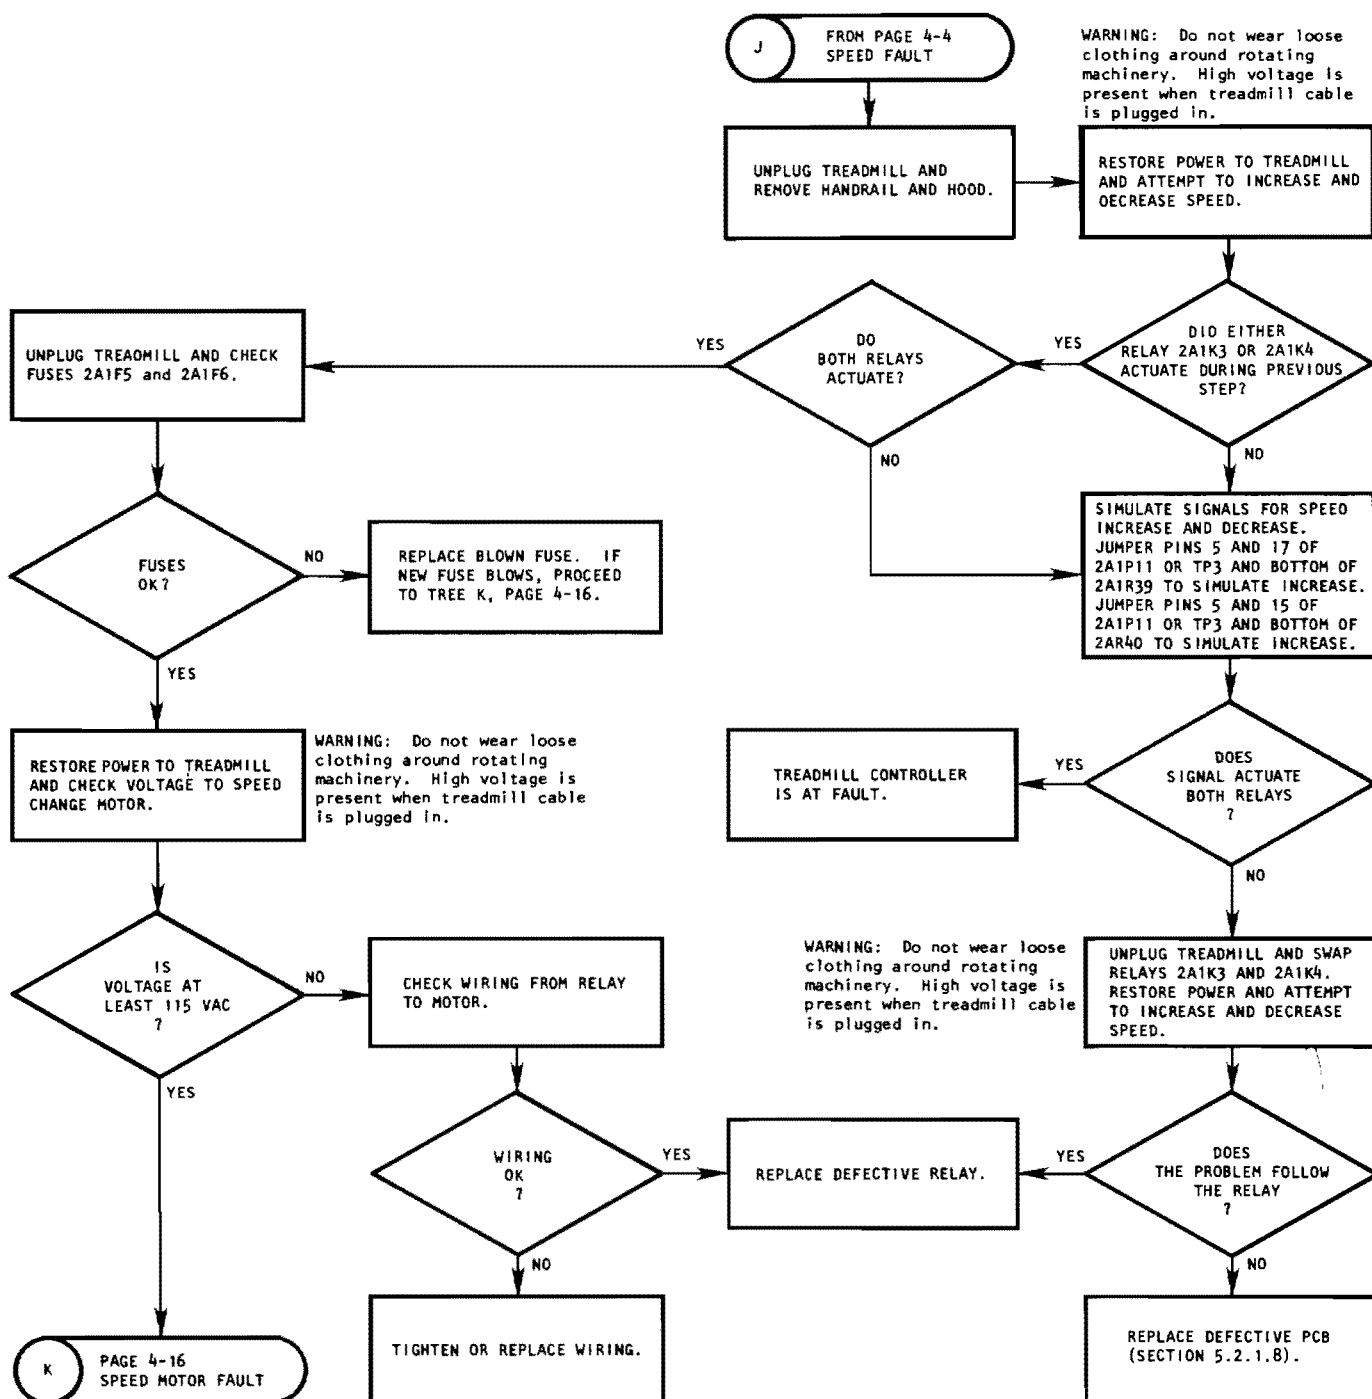 J
FROM PAGE 4-4
SPEED FAULT
WARNING: Do not wear loose
clothing around rotating
machinery. High voltage is
present when treadmill cable
is plugged in.
UNPLUG TREADMILL AND
REMOVE HANDRAIL AND HOOD.
RESTORE POWER TO TREADMILL
AND ATTEMPT TO INCREASE AND
DECREASE SPEED.
DID EITHER
RELAY 2A1K3 OR 2A1K4
ACTUATE DURING PREVIOUS
STEP?
YES
NO
DO
BOTH RELAYS
ACTUATE?
YES
NO
UNPLUG TREADMILL AND CHECK
FUSES 2A1F5 and 2A1F6.
FUSES
OK?
NO
YES
REPLACE BLOWN FUSE. IF
NEW FUSE BLOWS, PROCEED
TO TREE K, PAGE 4-16.
SIMULATE SIGNALS FOR SPEED
INCREASE AND DECREASE.
JUMPER PINS 5 AND 17 OF
2A1P11 OR TP3 AND BOTTOM OF
2A1R39 TO SIMULATE INCREASE.
JUMPER PINS 5 AND 15 OF
2A1P11 OR TP3 AND BOTTOM OF
2AR40 TO SIMULATE INCREASE.
RESTORE POWER TO TREADMILL
AND CHECK VOLTAGE TO SPEED
CHANGE MOTOR.
WARNING: Do not wear loose
clothing around rotating
machinery. High voltage is
present when treadmill cable
is plugged in.
DOES
SIGNAL ACTUATE
BOTH RELAYS
?
YES
NO
TREADMILL CONTROLLER
IS AT FAULT.
IS
VOLTAGE AT
LEAST 115 VAC
?
NO
YES
CHECK WIRING FROM RELAY
TO MOTOR.
WARNING: Do not wear loose
clothing around rotating
machinery. High voltage is
present when treadmill cable
is plugged in.
UNPLUG TREADMILL AND SWAP
RELAYS 2A1K3 AND 2A1K4.
RESTORE POWER AND ATTEMPT
TO INCREASE AND DECREASE
SPEED.
WIRING
OK
?
YES
NO
REPLACE DEFECTIVE RELAY.
DOES
THE PROBLEM FOLLOW
THE RELAY
?
YES
NO
K
PAGE 4-16
SPEED MOTOR FAULT
TIGHTEN OR REPLACE WIRING.
REPLACE DEFECTIVE PCB
(SECTION 5.2.1.8).